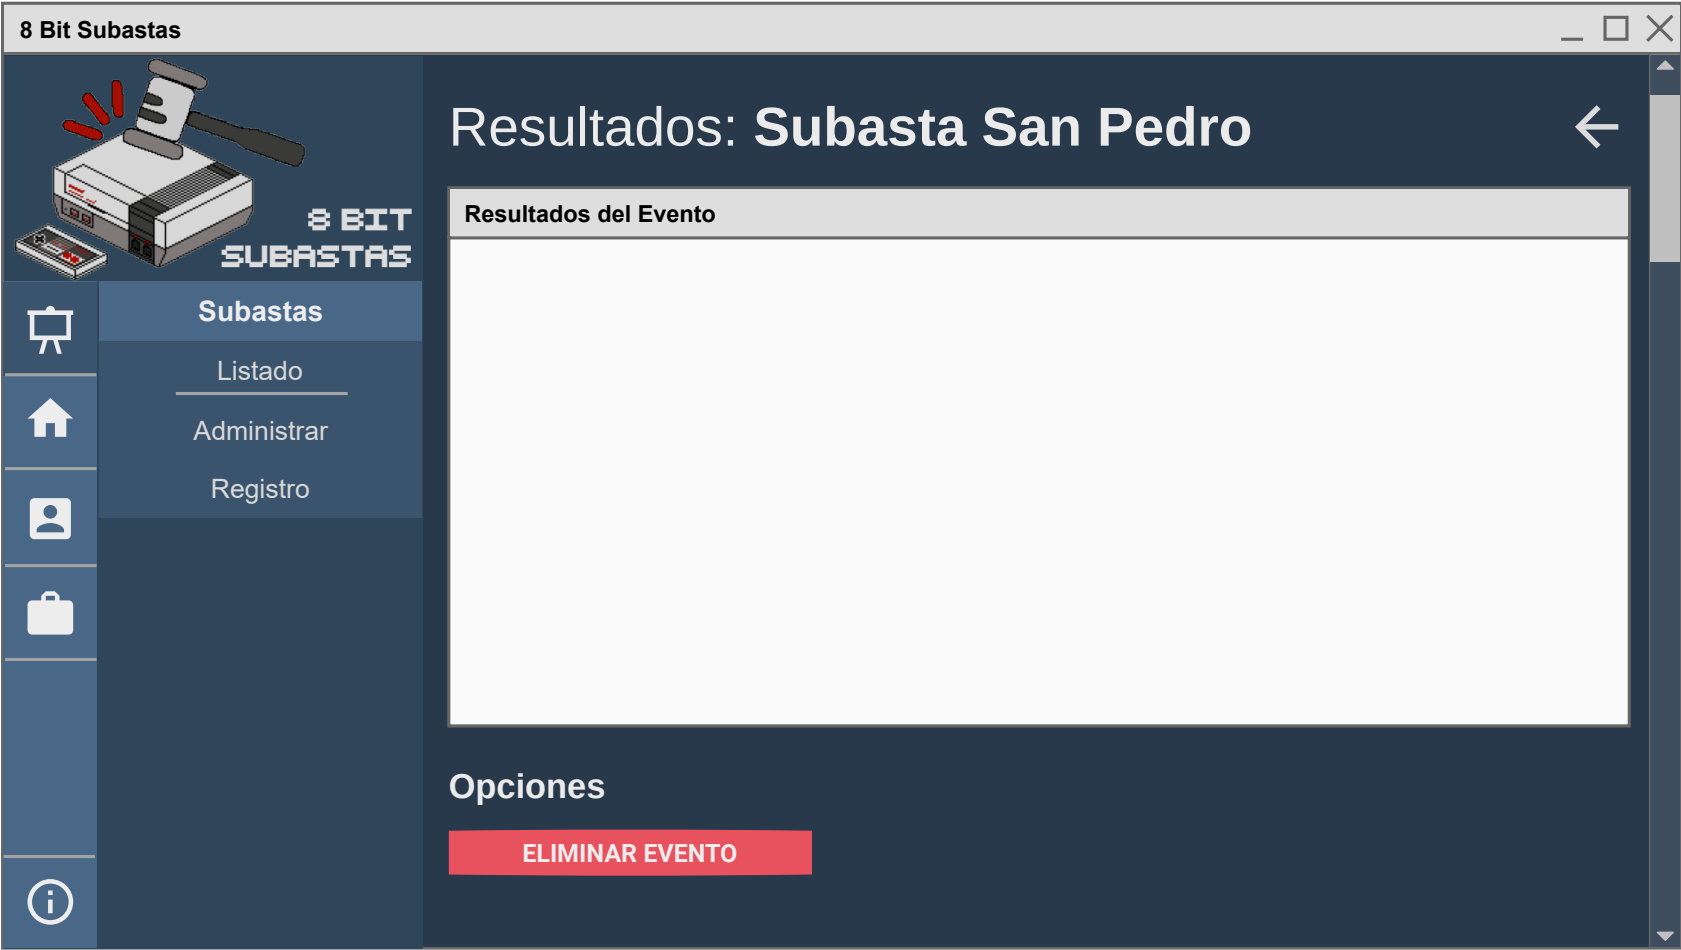 8 Bit Subastas
8 BIT
SUBASTAS
Subastas
Listado
Administrar
Registro
Resultados: Subasta San Pedro
Resultados del Evento
Opciones
ELIMINAR EVENTO